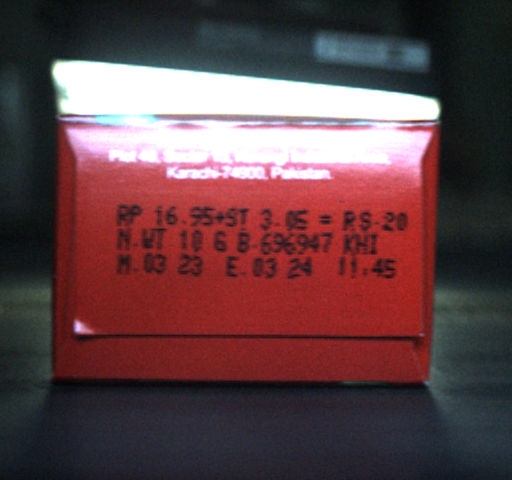 Karachi-74900, Pakistan.
RP 16.95+ST 3.05 = RS.20
N.WT 10 G B-696947 KHI
M.03 23 E.03 24 11.45